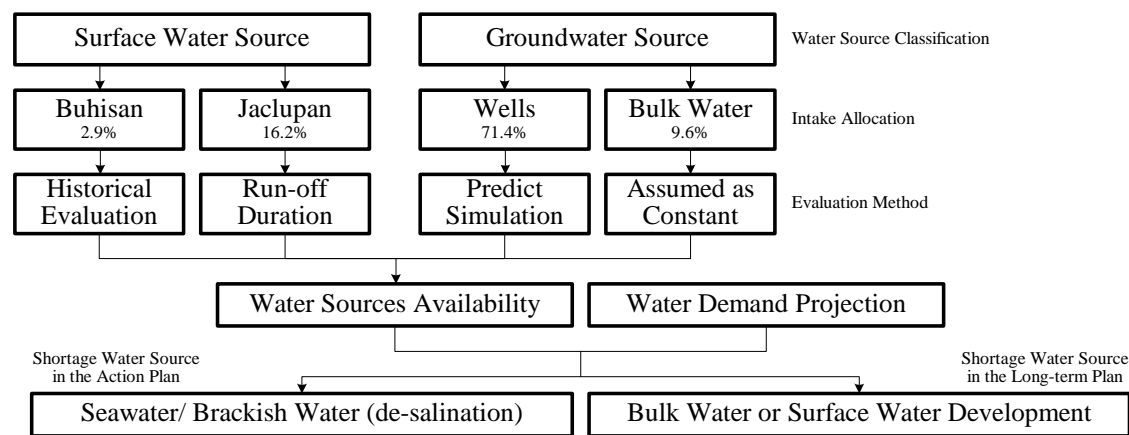 Surface Water Source
Groundwater Source
Water Source Classification
Buhisan
2.9%
Jaclupan
16.2%
Wells
71.4%
Bulk Water
9.6%
Intake Allocation
Historical
Evaluation
Run-off
Duration
Predict
Simulation
Assumed as
Constant
Evaluation Method
Water Sources Availability
Water Demand Projection
Shortage Water Source
in the Action Plan
Shortage Water Source
in the Long-term Plan
Seawater/ Brackish Water (de-salination)
Bulk Water or Surface Water Development